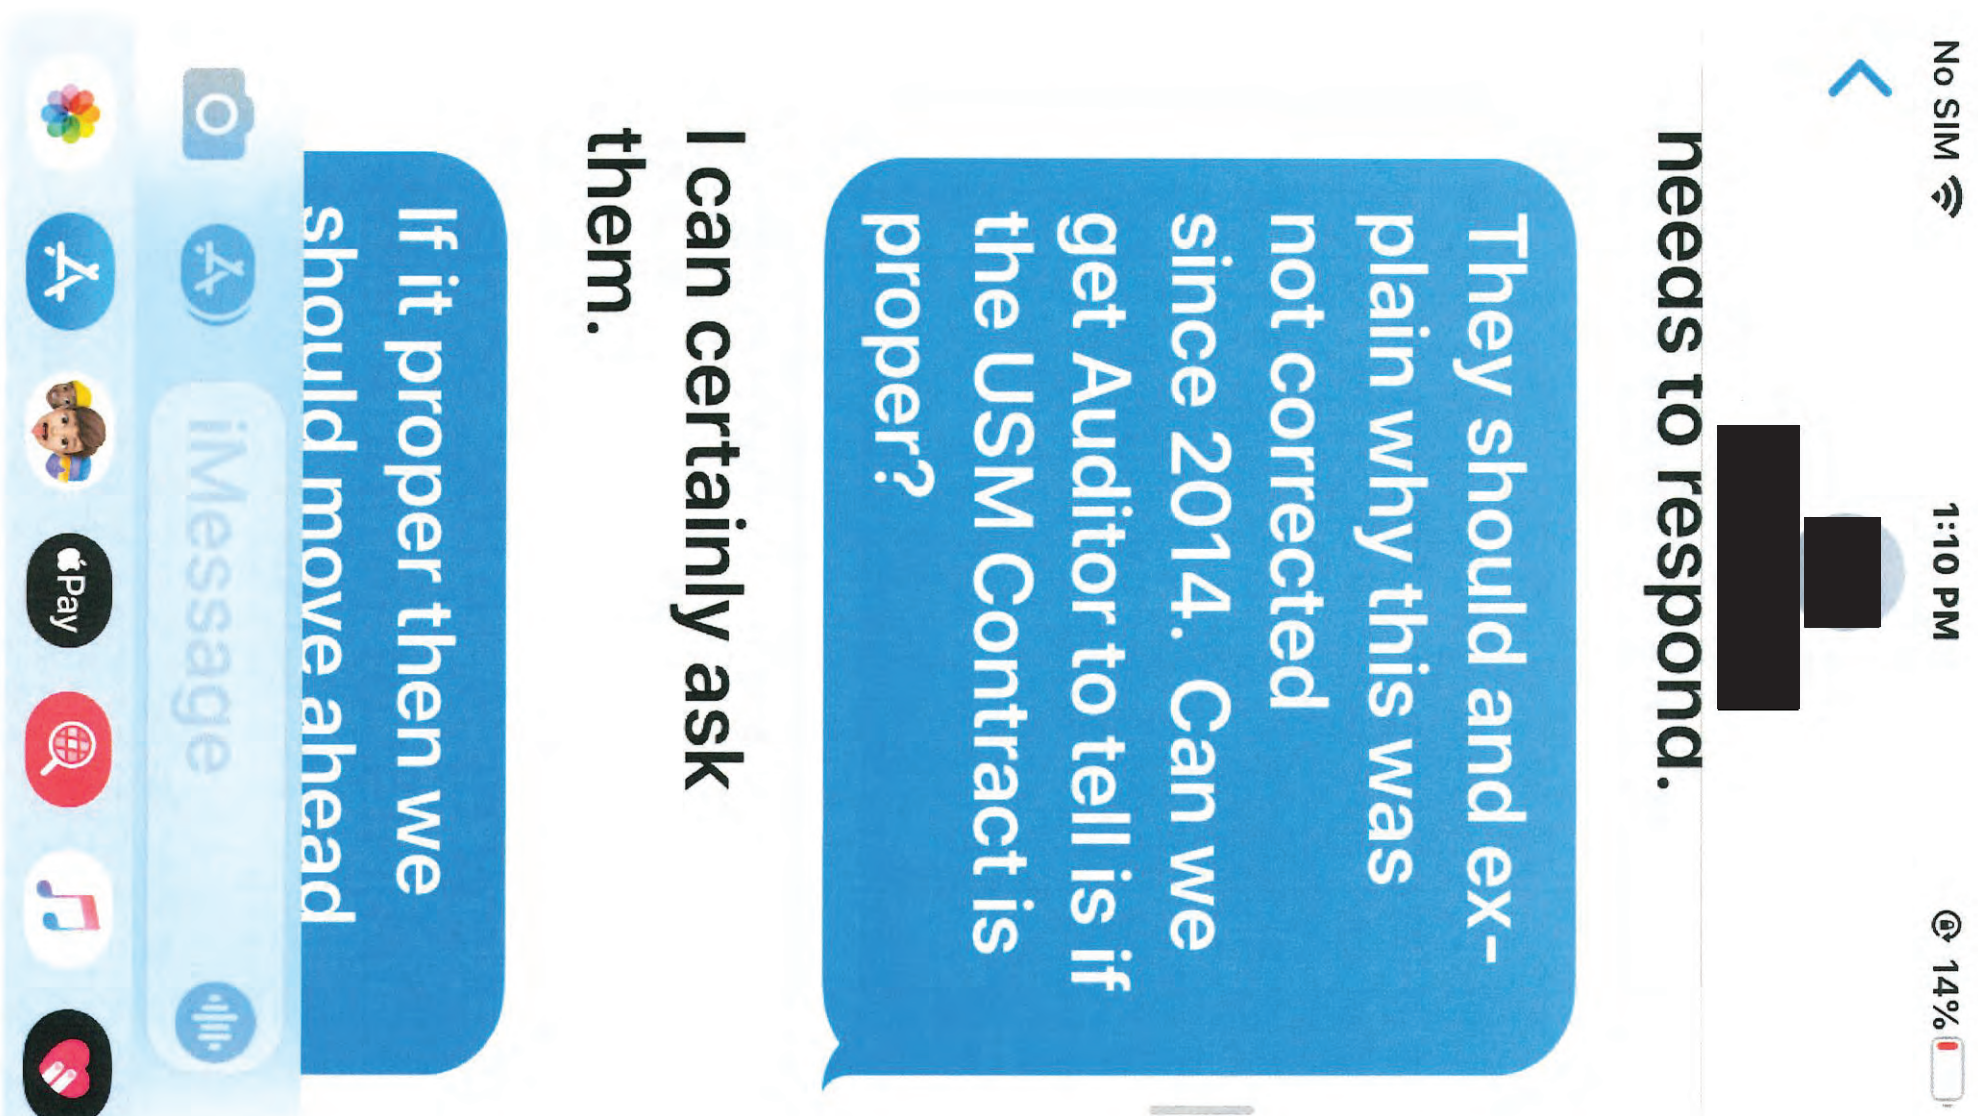 No SIM 1:10 PM 14%
needs to respond.
They should and ex-
plain why this was
not corrected
since 2014. Can we
get Auditor to tell is if
the USM Contract is
proper?
I can certainly ask
them.
If it proper then we
should move ahead
iMessage
Pay